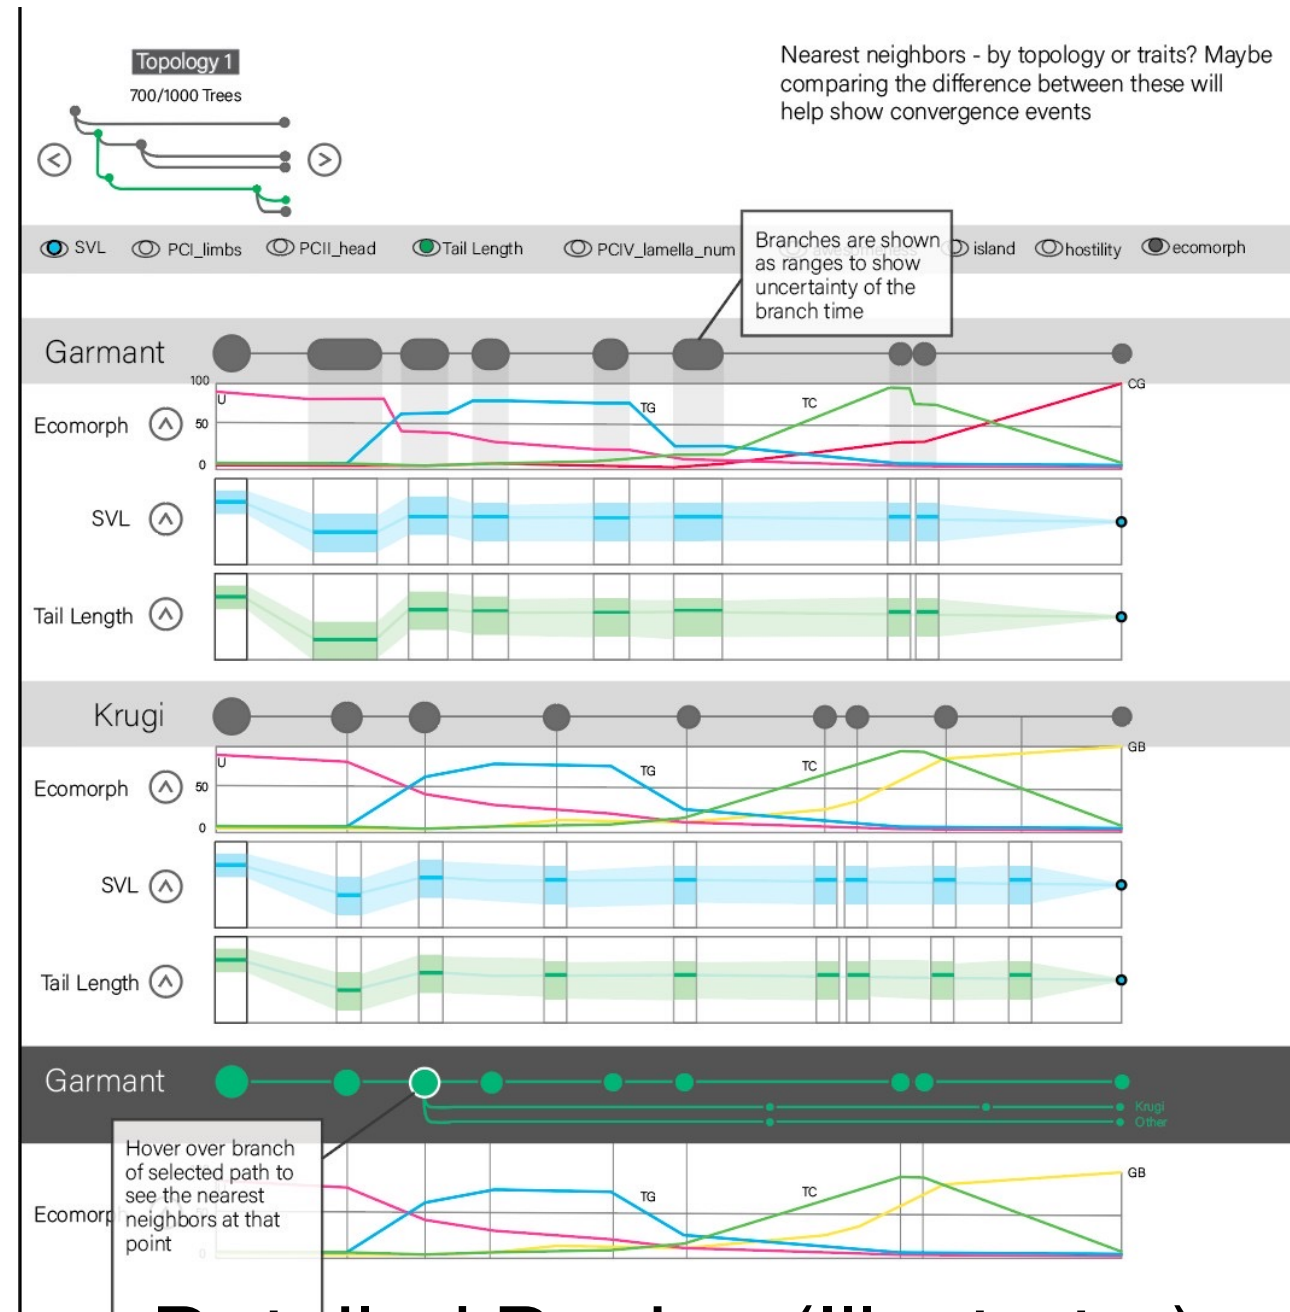 Topology 1
700/1000 Trees
<
>
Nearest neighbors - by topology or traits? Maybe
comparing the difference between these will
help show convergence events
SVL
PCI_limbs
PCII_head
Tail Length
PCIV_lamella_num
island
hostility
ecomorph
Branches are shown
as ranges to show
uncertainty of the
branch time
Garmant
100
U
TG
TC
CG
Ecomorph
50
0
SVL
Tail Length
Krugi
U
TG
TC
GB
Ecomorph
50
0
SVL
Tail Length
Garmant
Krugi
Other
Hover over branch
of selected path to
see the nearest
neighbors at that
point
TG
TC
GB
Ecomorp
0